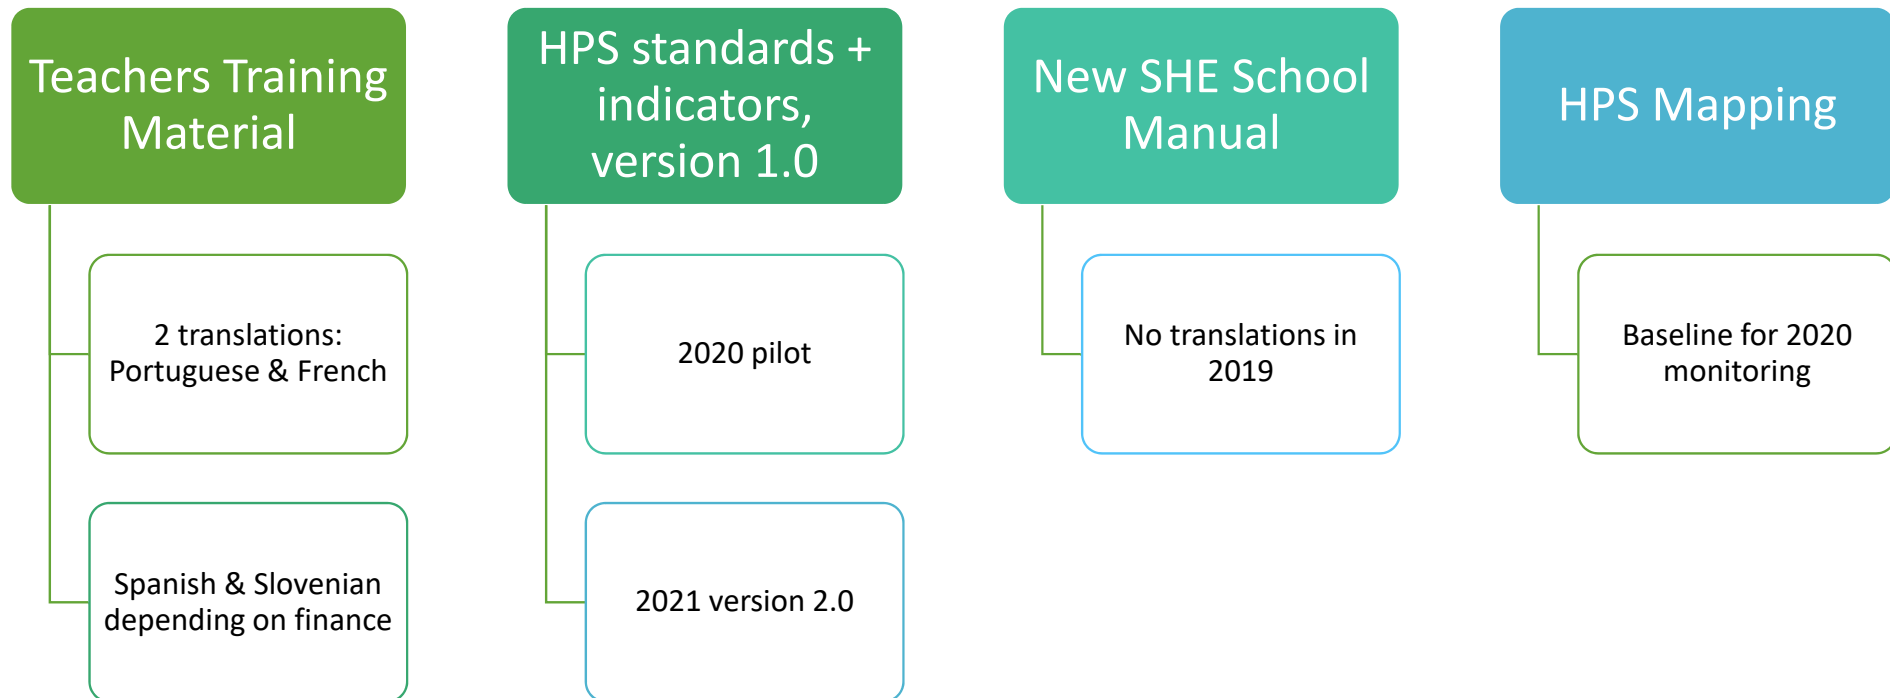 Teachers Training
Material
2 translations:
Portuguese & French
Spanish & Slovenian
depending on finance
HPS standards +
indicators,
version 1.0
2020 pilot
2021 version 2.0
New SHE School
Manual
No translations in
2019
HPS Mapping
Baseline for 2020
monitoring